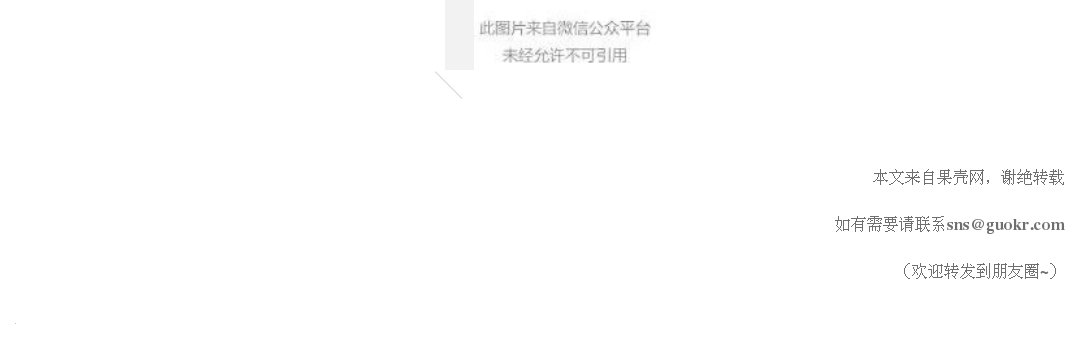 此图片来自微信公众平台
未经允许不可引用
本文来自果壳网，谢绝转载
如有需要请联系sns@guokr.com
（欢迎转发到朋友圈~）